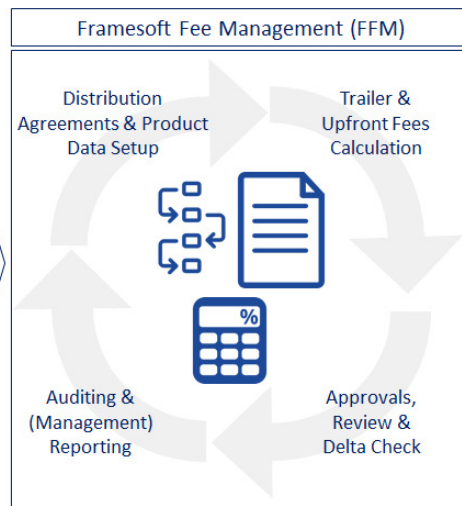 Framesoft Fee Management (FFM)
Distribution
Agreements & Product
Data Setup
Trailer &
Upfront Fees
Calculation
%
Auditing &
(Management)
Reporting
Approvals,
Review &
Delta Check